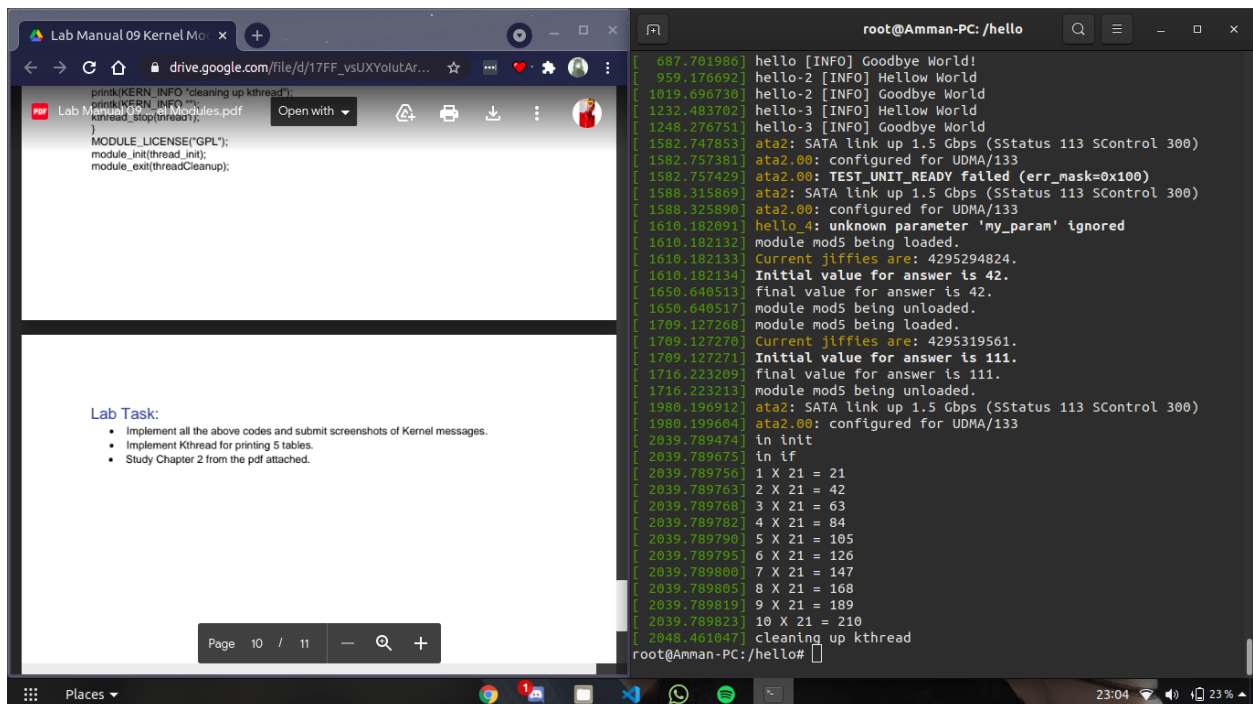 Lab Manual 09 Kernel Mo
drive.google.com/file/d/17FF_vsUXYoIutAr...
printk(KERN_INFO "cleaning up kthread");
printk(KERN_INFO "");
kthread_stop(thread1);
}
MODULE_LICENSE("GPL");
module_init(thread_init);
module_exit(threadCleanup);
PDF
Lab Manual 09 ... el Modules.pdf
Open with
Lab Task:
• Implement all the above codes and submit screenshots of Kernel messages.
• Implement Kthread for printing 5 tables.
• Study Chapter 2 from the pdf attached.
Page 10 / 11
root@Amman-PC: /hello
[  687.701986] hello [INFO] Goodbye World!
[  959.176692] hello-2 [INFO] Hellow World
[ 1019.696730] hello-2 [INFO] Goodbye World
[ 1232.483702] hello-3 [INFO] Hellow World
[ 1248.276751] hello-3 [INFO] Goodbye World
[ 1582.747853] ata2: SATA link up 1.5 Gbps (SStatus 113 SControl 300)
[ 1582.757381] ata2.00: configured for UDMA/133
[ 1582.757429] ata2.00: TEST_UNIT_READY failed (err_mask=0x100)
[ 1588.315869] ata2: SATA link up 1.5 Gbps (SStatus 113 SControl 300)
[ 1588.325890] ata2.00: configured for UDMA/133
[ 1610.182091] hello_4: unknown parameter 'my_param' ignored
[ 1610.182132] module mod5 being loaded.
[ 1610.182133] Current jiffies are: 4295294824.
[ 1610.182134] Initial value for answer is 42.
[ 1650.640513] final value for answer is 42.
[ 1650.640517] module mod5 being unloaded.
[ 1709.127268] module mod5 being loaded.
[ 1709.127270] Current jiffies are: 4295319561.
[ 1709.127271] Initial value for answer is 111.
[ 1716.223209] final value for answer is 111.
[ 1716.223213] module mod5 being unloaded.
[ 1980.196912] ata2: SATA link up 1.5 Gbps (SStatus 113 SControl 300)
[ 1980.199604] ata2.00: configured for UDMA/133
[ 2039.789474] in init
[ 2039.789675] in if
[ 2039.789756] 1 X 21 = 21
[ 2039.789763] 2 X 21 = 42
[ 2039.789768] 3 X 21 = 63
[ 2039.789782] 4 X 21 = 84
[ 2039.789790] 5 X 21 = 105
[ 2039.789795] 6 X 21 = 126
[ 2039.789800] 7 X 21 = 147
[ 2039.789805] 8 X 21 = 168
[ 2039.789819] 9 X 21 = 189
[ 2039.789823] 10 X 21 = 210
[ 2048.461047] cleaning up kthread
root@Amman-PC:/hello#
Places
1
23:04
23 %